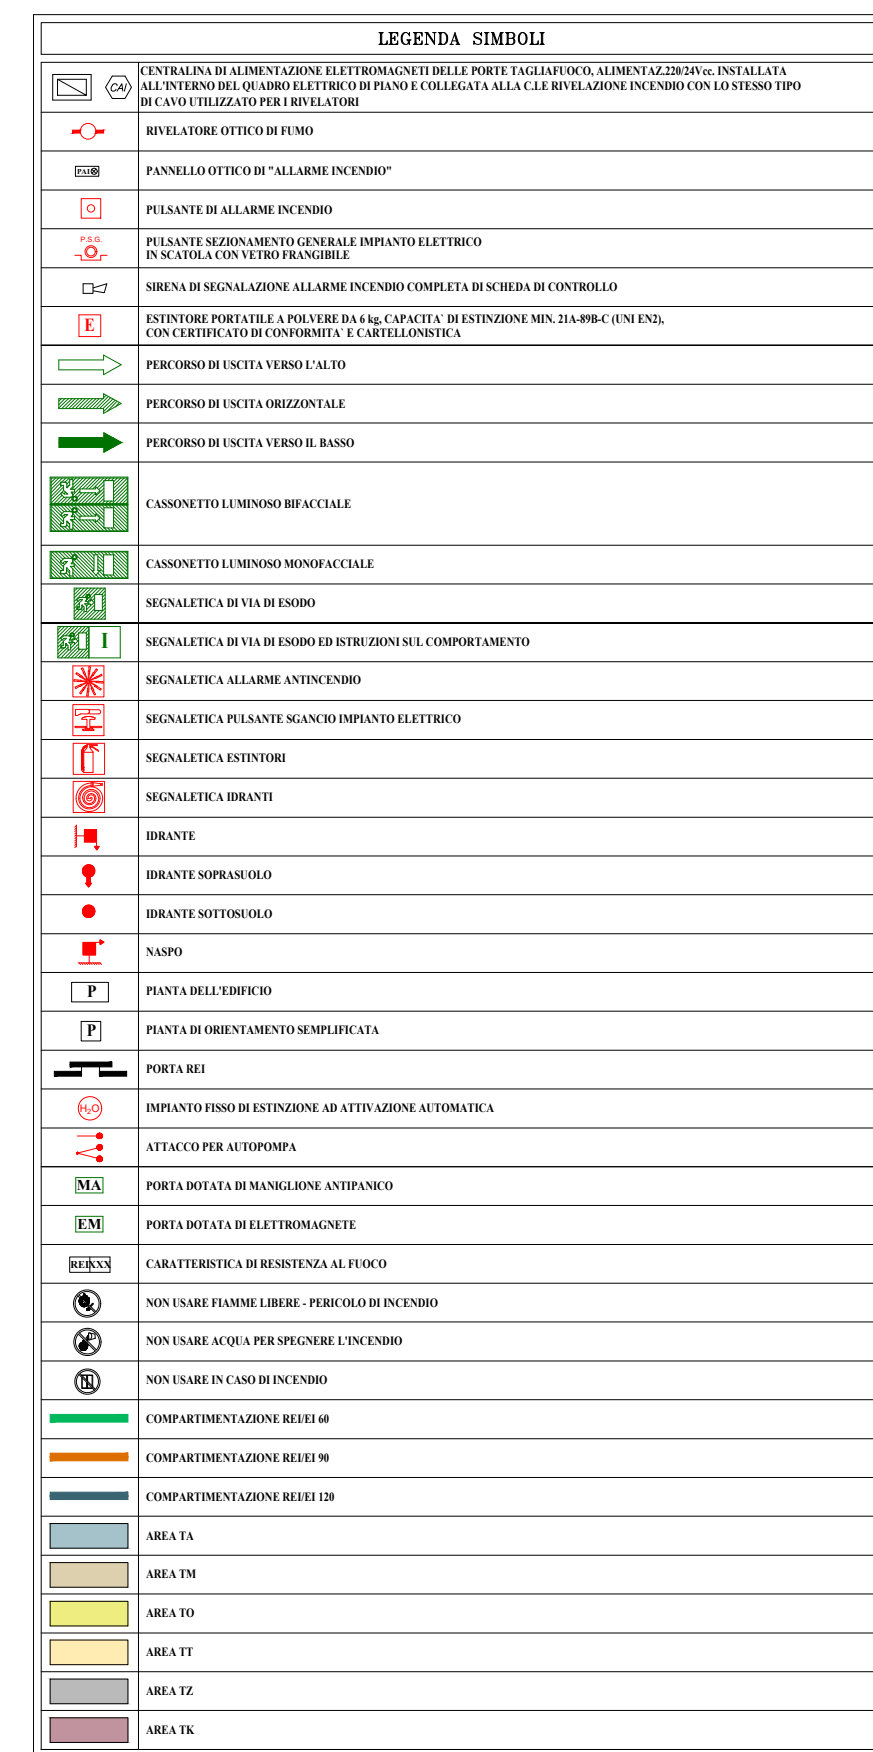 LEGENDA SIMBOLI
CAI
CENTRALINA DI ALIMENTAZIONE ELETTROMAGNETI DELLE PORTE TAGLIAFUOCO, ALIMENTAZ.220/24Vcc. INSTALLATA
ALL'INTERNO DEL QUADRO ELETTRICO DI PIANO E COLLEGATA ALLA C.LE RIVELAZIONE INCENDIO CON LO STESSO TIPO
DI CAVO UTILIZZATO PER I RIVELATORI
RIVELATORE OTTICO DI FUMO
PAI
PANNELLO OTTICO DI "ALLARME INCENDIO"
PULSANTE DI ALLARME INCENDIO
P.S.G.
PULSANTE SEZIONAMENTO GENERALE IMPIANTO ELETTRICO
IN SCATOLA CON VETRO FRANGIBILE
SIRENA DI SEGNALAZIONE ALLARME INCENDIO COMPLETA DI SCHEDA DI CONTROLLO
E
ESTINTORE PORTATILE A POLVERE DA 6 kg, CAPACITA` DI ESTINZIONE MIN. 21A-89B-C (UNI EN2),
CON CERTIFICATO DI CONFORMITA` E CARTELLONISTICA
PERCORSO DI USCITA VERSO L'ALTO
PERCORSO DI USCITA ORIZZONTALE
PERCORSO DI USCITA VERSO IL BASSO
CASSONETTO LUMINOSO BIFACCIALE
CASSONETTO LUMINOSO MONOFACCIALE
SEGNALETICA DI VIA DI ESODO
I
SEGNALETICA DI VIA DI ESODO ED ISTRUZIONI SUL COMPORTAMENTO
SEGNALETICA ALLARME ANTINCENDIO
SEGNALETICA PULSANTE SGANCIO IMPIANTO ELETTRICO
SEGNALETICA ESTINTORI
SEGNALETICA IDRANTI
IDRANTE
IDRANTE SOPRASUOLO
IDRANTE SOTTOSUOLO
NASPO
P
PIANTA DELL'EDIFICIO
P
PIANTA DI ORIENTAMENTO SEMPLIFICATA
PORTA REI
H₂O
IMPIANTO FISSO DI ESTINZIONE AD ATTIVAZIONE AUTOMATICA
ATTACCO PER AUTOPOMPA
MA
PORTA DOTATA DI MANIGLIONE ANTIPANICO
EM
PORTA DOTATA DI ELETTROMAGNETE
REI XXX
CARATTERISTICA DI RESISTENZA AL FUOCO
NON USARE FIAMME LIBERE - PERICOLO DI INCENDIO
NON USARE ACQUA PER SPEGNERE L'INCENDIO
NON USARE IN CASO DI INCENDIO
COMPARTIMENTAZIONE REI/EI 60
COMPARTIMENTAZIONE REI/EI 90
COMPARTIMENTAZIONE REI/EI 120
AREA TA
AREA TM
AREA TO
AREA TT
AREA TZ
AREA TK